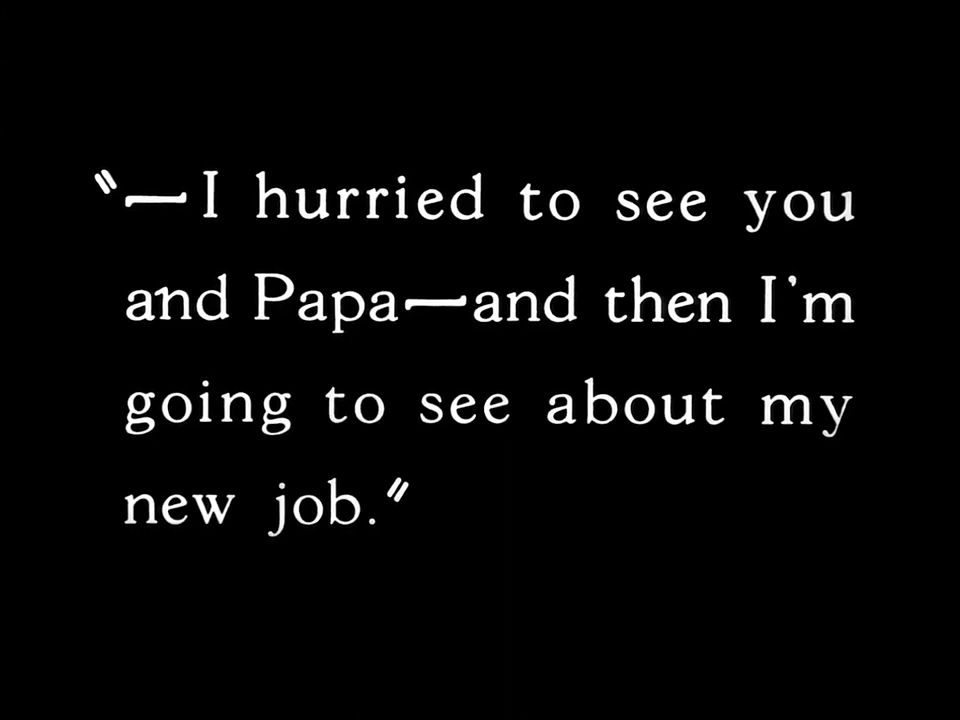 "—I hurried to see you
and Papa—and then I'm
going to see about my
new job."